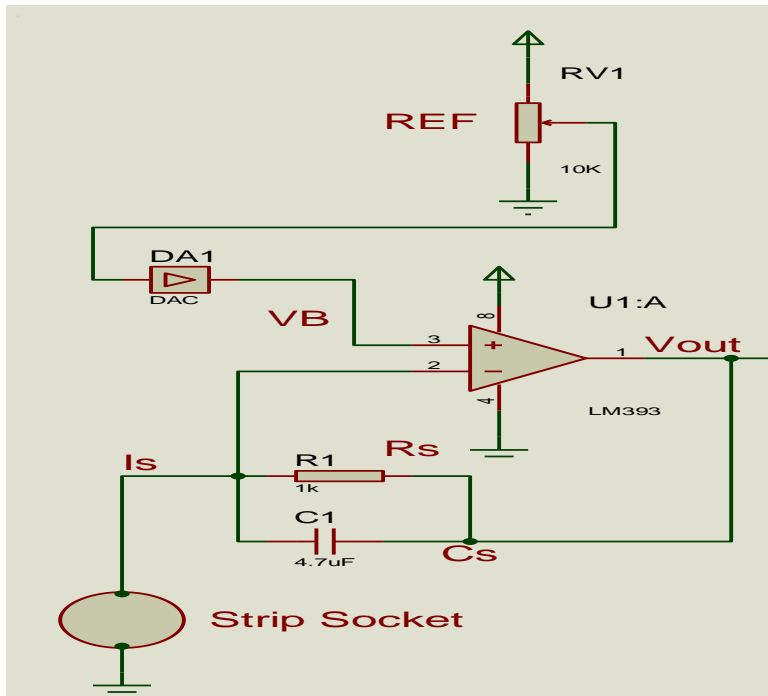 RV1
REF
10K
DA1
DAC
VB
8
U1:A
3
2
1
Vout
4
LM393
Is
R1
Rs
1k
C1
Cs
4.7uF
Strip Socket